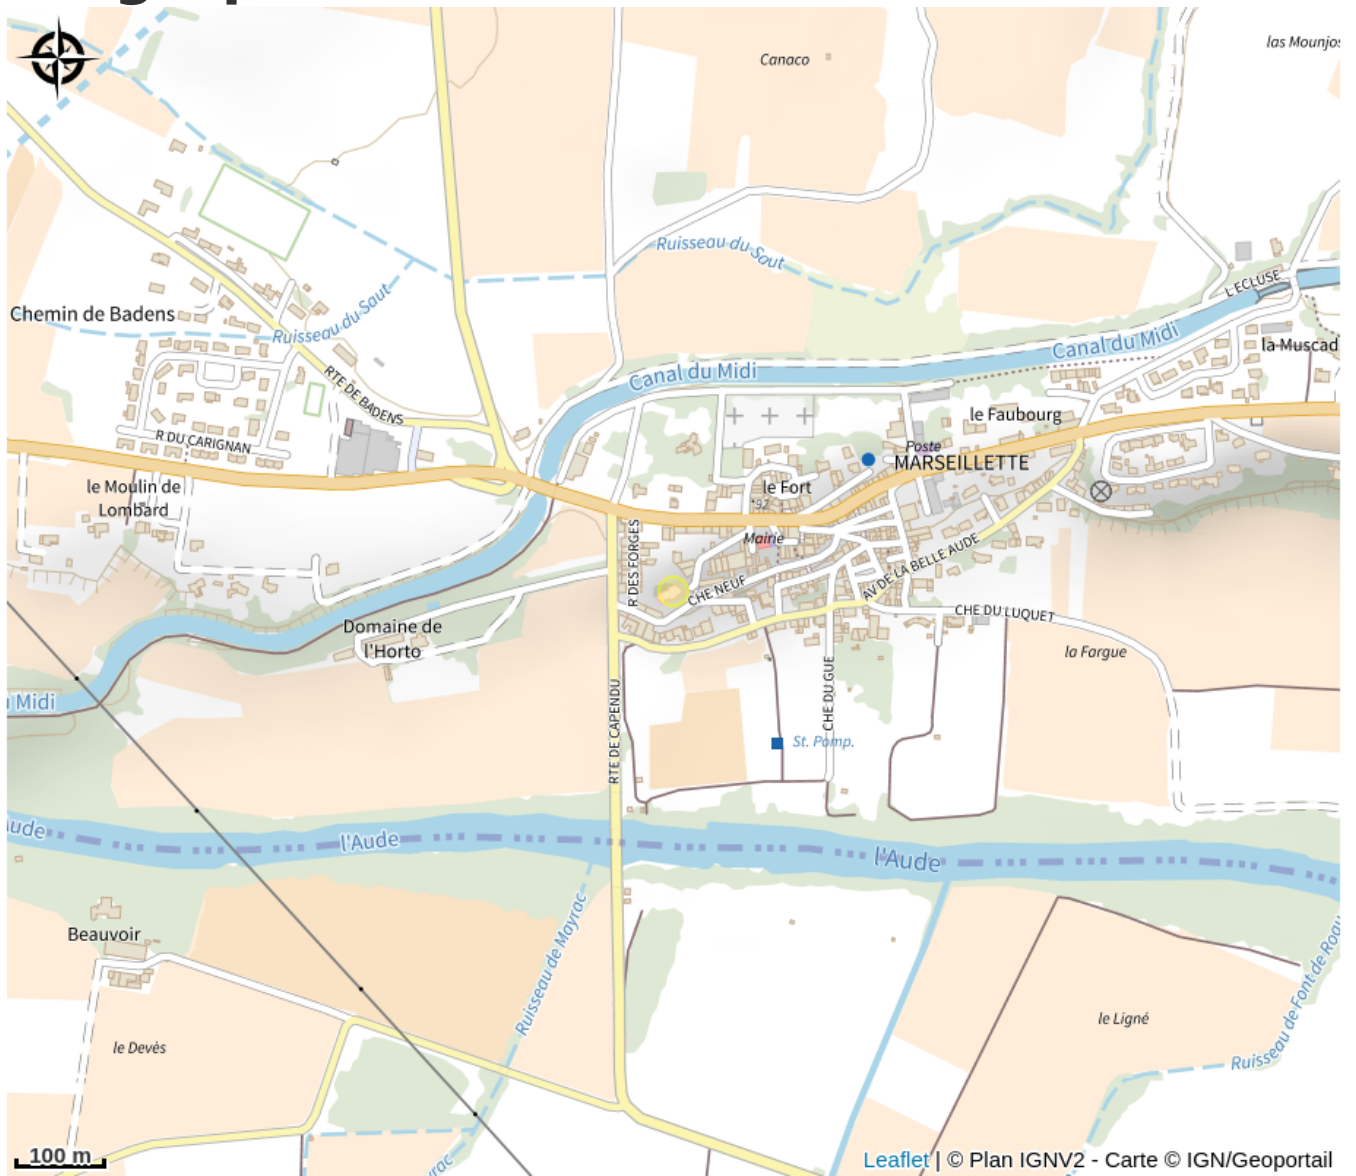 Canaco
las Mounjos
Ruisseau du Saut
L'ECLUSE
Chemin de Badens
Ruisseau du Saut
Canal du Midi
Canal du Midi
la Muscad
RTE DE BADENS
le Faubourg
R DU CARIGNAN
Poste
MARSEILLETTE
le Moulin de
Lombard
le Fort
92
Mairie
R DES FORGES
CHE NEUF
AV DE LA BELLE AUDE
CHE DU LUQUET
Domaine de
l'Horto
la Fargue
Midi
RTE DE CAPENDU
CHE DU GUE
St. Pomp.
Aude
l'Aude
l'Aude
Beauvoir
Ruisseau de Mayrac
le Ligné
le Devès
Ruisseau de Font de Rou
100 m
rac
Leaflet | © Plan IGNV2 - Carte © IGN/Geoportail